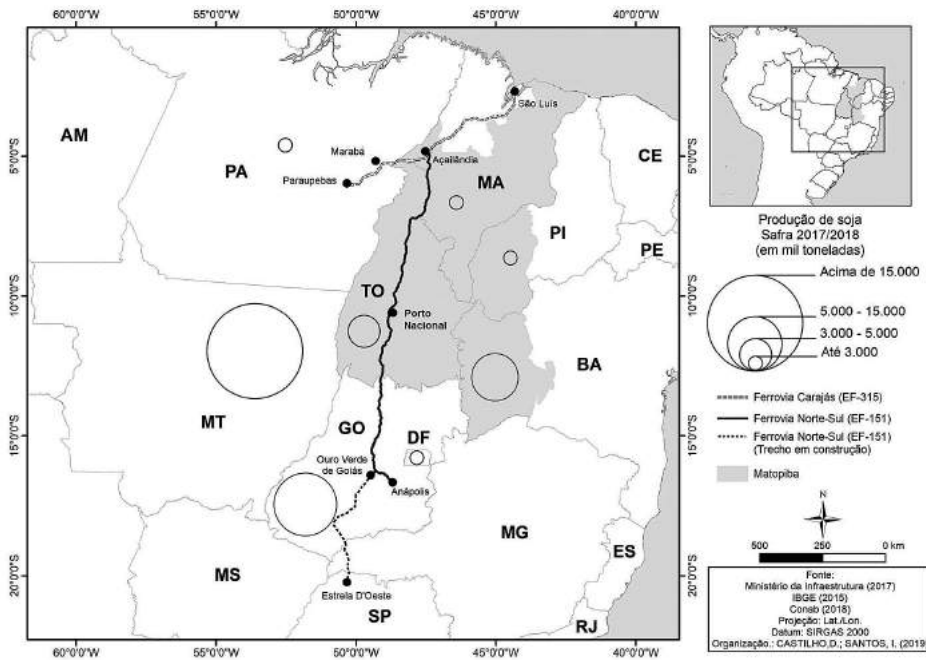 60°0'0"O
55°0'0"O
50°0'0"O
45°0'0"O
40°0'0"O
AM
PA
Marabá
Paraupebas
Açailândia
São Luís
MA
CE
PI
PE
TO
Porto
Nacional
BA
MT
GO
DF
Ouro Verde
de Goiás
Anápolis
MG
ES
MS
Estrela D'Oeste
SP
RJ
5°0'0"S
10°0'0"S
15°0'0"S
20°0'0"S
5°0'0"S
10°0'0"S
15°0'0"S
20°0'0"S
60°0'0"O
55°0'0"O
50°0'0"O
45°0'0"O
40°0'0"O
Produção de soja
Safra 2017/2018
(em mil toneladas)
Acima de 15.000
5.000 - 15.000
3.000 - 5.000
Até 3.000
Ferrovia Carajás (EF-315)
Ferrovia Norte-Sul (EF-151)
Ferrovia Norte-Sul (EF-151)
(Trecho em construção)
Matopiba
N
500 250 0 km
Fonte:
Ministério da Infraestrutura (2017)
IBGE (2015)
Conab (2018)
Projeção: Lat./Lon.
Datum: SIRGAS 2000
Organização.: CASTILHO,D.; SANTOS, I. (2019